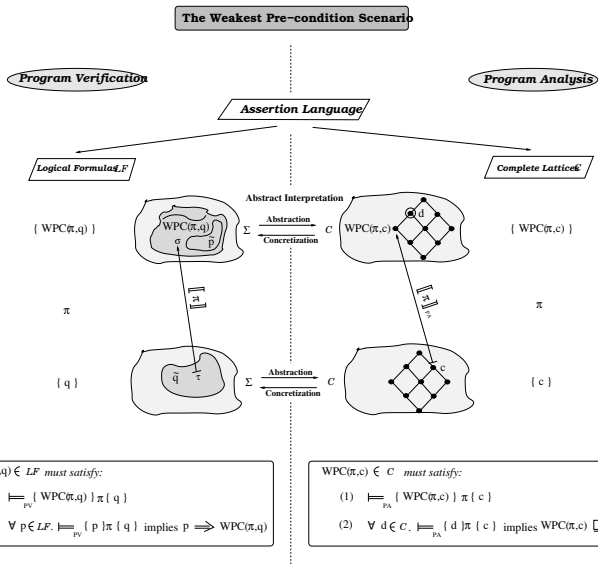 The Weakest Pre-condition Scenario
Program Verification
Program Analysis
Assertion Language
Logical Formulas LF
Complete Lattices C
Abstract Interpretation
{ WPC(π,q) }
WPC(π,q)
σ
p̃
Σ
Abstraction
Concretization
C
WPC(π,c)
d
{ WPC(π,c) }
π
[[ π ]]
[[ π ]] PA
π
{ q }
q̃
τ
Σ
Abstraction
Concretization
C
c
{ c }
,q) ∈ LF must satisfy:
⊨PV { WPC(π,q) } π { q }
∀ p ∈ LF. ⊨PV { p } π { q } implies p ⟹ WPC(π,q)
WPC(π,c) ∈ C must satisfy:
(1) ⊨PA { WPC(π,c) } π { c }
(2) ∀ d ∈ C. ⊨PA { d } π { c } implies WPC(π,c)